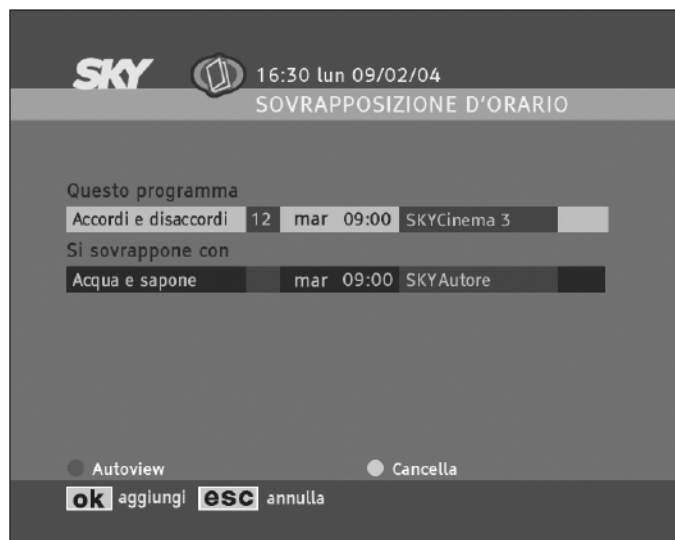 SKY 16:30 lun 09/02/04
SOVRAPPOSIZIONE D'ORARIO
Questo programma
Accordi e disaccordi 12 mar 09:00 SKYCinema 3
Si sovrappone con
Acqua e sapone mar 09:00 SKYAutore
Autoview Cancella
ok aggiungi esc annulla